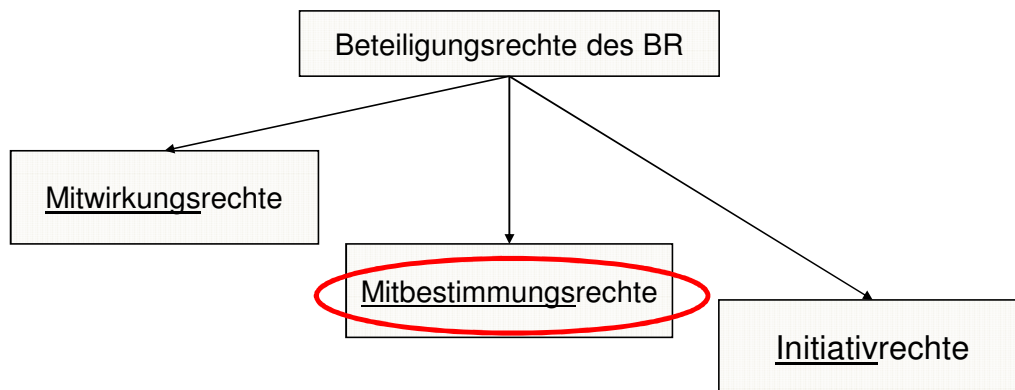 Beteiligungsrechte des BR
Mitwirkungsrechte
Mitbestimmungsrechte
Initiativrechte